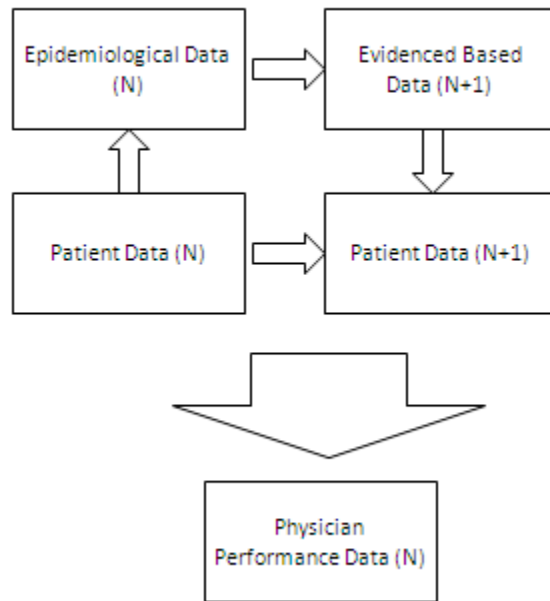 Epidemiological Data
(N)
Evidenced Based
Data (N+1)
Patient Data (N)
Patient Data (N+1)
Physician
Performance Data (N)